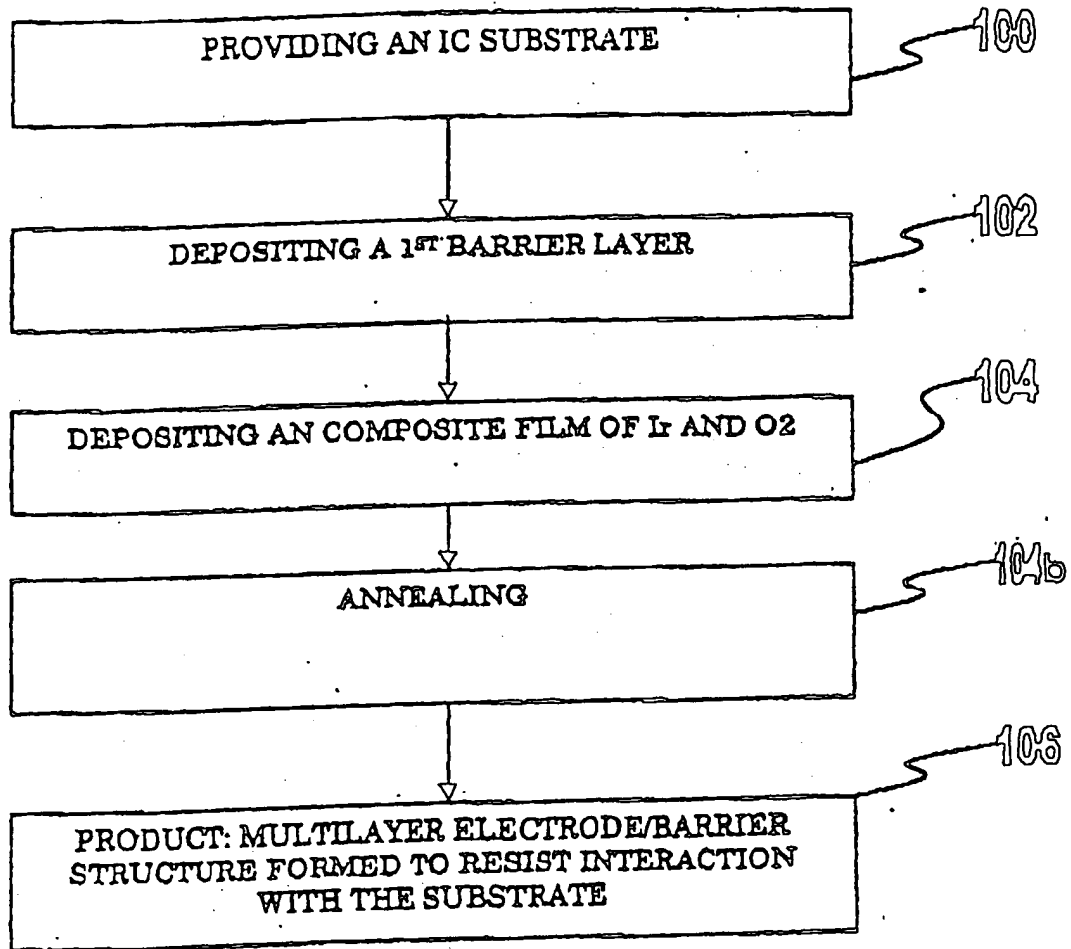 PROVIDING AN IC SUBSTRATE
100
DEPOSITING A 1ST BARRIER LAYER
102
DEPOSITING AN COMPOSITE FILM OF Ir AND O2
104
ANNEALING
104b
106
PRODUCT: MULTILAYER ELECTRODE/BARRIER
STRUCTURE FORMED TO RESIST INTERACTION
WITH THE SUBSTRATE